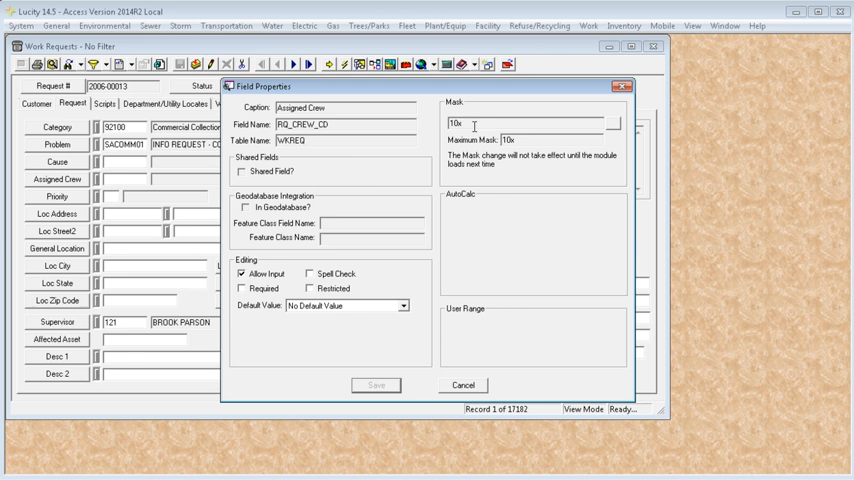 Lucity 14.5 - Access Version 2014R2 Local
System General Environmental Sewer Storm Transportation Water Electric Gas Trees/Parks Fleet Plant/Equip Facility Refuse/Recycling Work Inventory Mobile View Window Help
Work Requests - No Filter
Request # 2006-00013 Status
Customer Request Scripts Department/Utility Locates
Category 92100 Commercial Collection
Problem SACOMM01 INFO REQUEST - CO
Cause
Assigned Crew
Priority
Loc Address
Loc Street2
General Location
Loc City
Loc State
Loc Zip Code
Supervisor 121 BROOK PARSON
Affected Asset
Desc 1
Desc 2
Field Properties
Caption: Assigned Crew
Field Name: RQ_CREW_CD
Table Name: WKREQ
Shared Fields
Shared Field?
Geodatabase Integration
In Geodatabase?
Feature Class Field Name:
Feature Class Name:
Editing
Allow Input Spell Check
Required Restricted
Default Value: No Default Value
Mask
10x
Maximum Mask: 10x
The Mask change will not take effect until the module
loads next time
AutoCalc
User Range
Save Cancel
Record 1 of 17182 View Mode Ready...